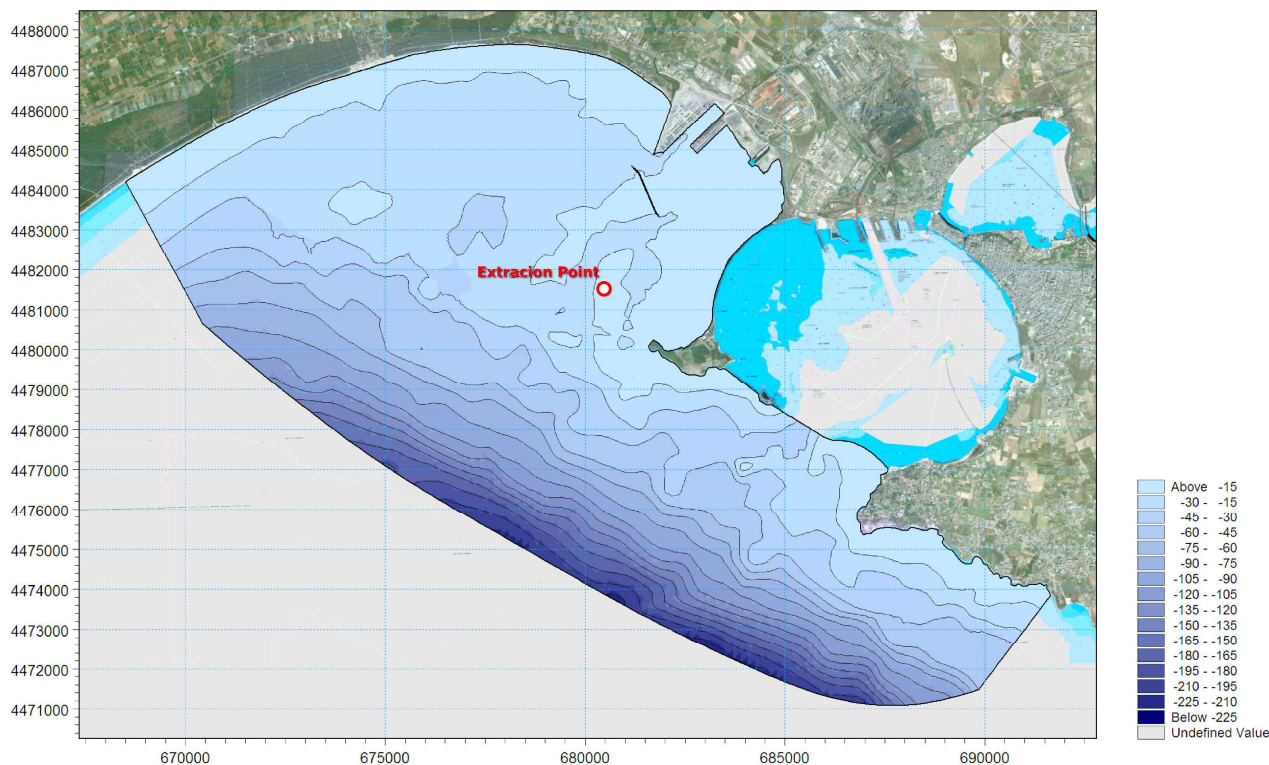 4488000
4487000
4486000
4485000
4484000
4483000
4482000
4481000
4480000
4479000
4478000
4477000
4476000
4475000
4474000
4473000
4472000
4471000
670000 675000 680000 685000 690000
Extracion Point
Above -15
-30 - -15
-45 - -30
-60 - -45
-75 - -60
-90 - -75
-105 - -90
-120 - -105
-135 - -120
-150 - -135
-165 - -150
-180 - -165
-195 - -180
-210 - -195
-225 - -210
Below -225
Undefined Value